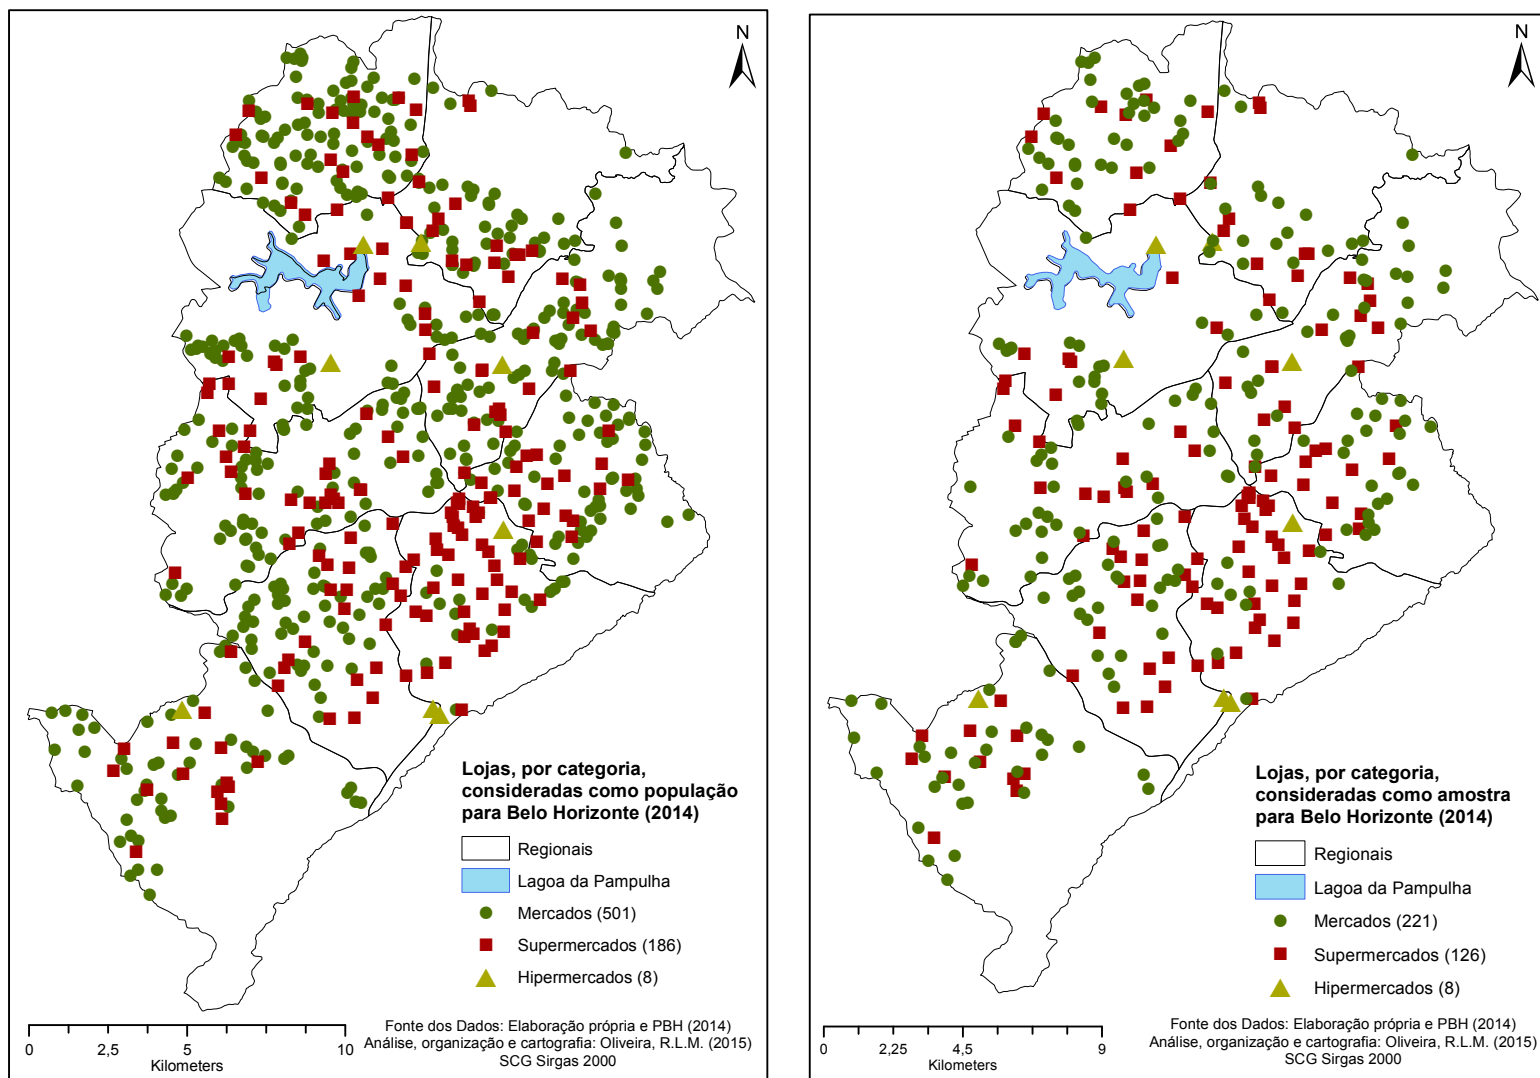 N
Lojas, por categoria,
consideradas como população
para Belo Horizonte (2014)
Regionais
Lagoa da Pampulha
Mercados (501)
Supermercados (186)
Hipermercados (8)
0 2,5 5 10
Kilometers
Fonte dos Dados: Elaboração própria e PBH (2014)
Análise, organização e cartografia: Oliveira, R.L.M. (2015)
SCG Sirgas 2000
N
Lojas, por categoria,
consideradas como amostra
para Belo Horizonte (2014)
Regionais
Lagoa da Pampulha
Mercados (221)
Supermercados (126)
Hipermercados (8)
0 2,25 4,5 9
Kilometers
Fonte dos Dados: Elaboração própria e PBH (2014)
Análise, organização e cartografia: Oliveira, R.L.M. (2015)
SCG Sirgas 2000